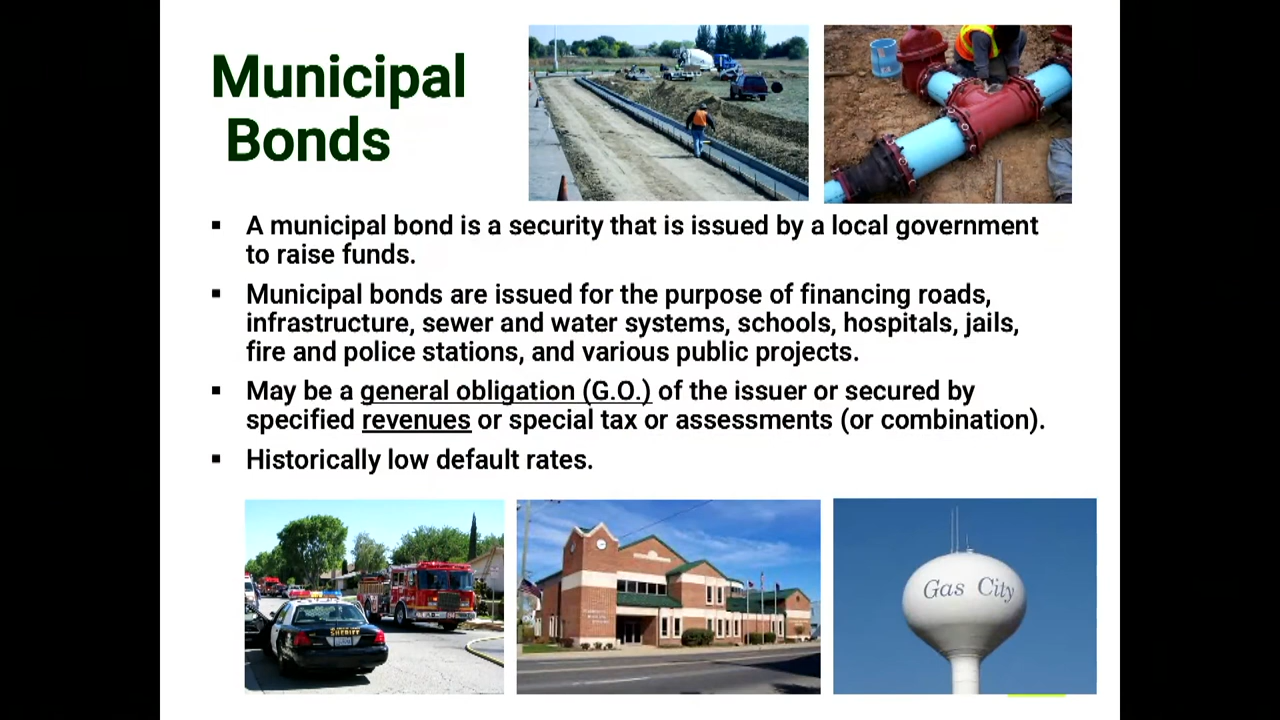 Municipal
Bonds
▪ A municipal bond is a security that is issued by a local government
to raise funds.
▪ Municipal bonds are issued for the purpose of financing roads,
infrastructure, sewer and water systems, schools, hospitals, jails,
fire and police stations, and various public projects.
▪ May be a general obligation (G.O.) of the issuer or secured by
specified revenues or special tax or assessments (or combination).
▪ Historically low default rates.
SHERIFF
Gas City